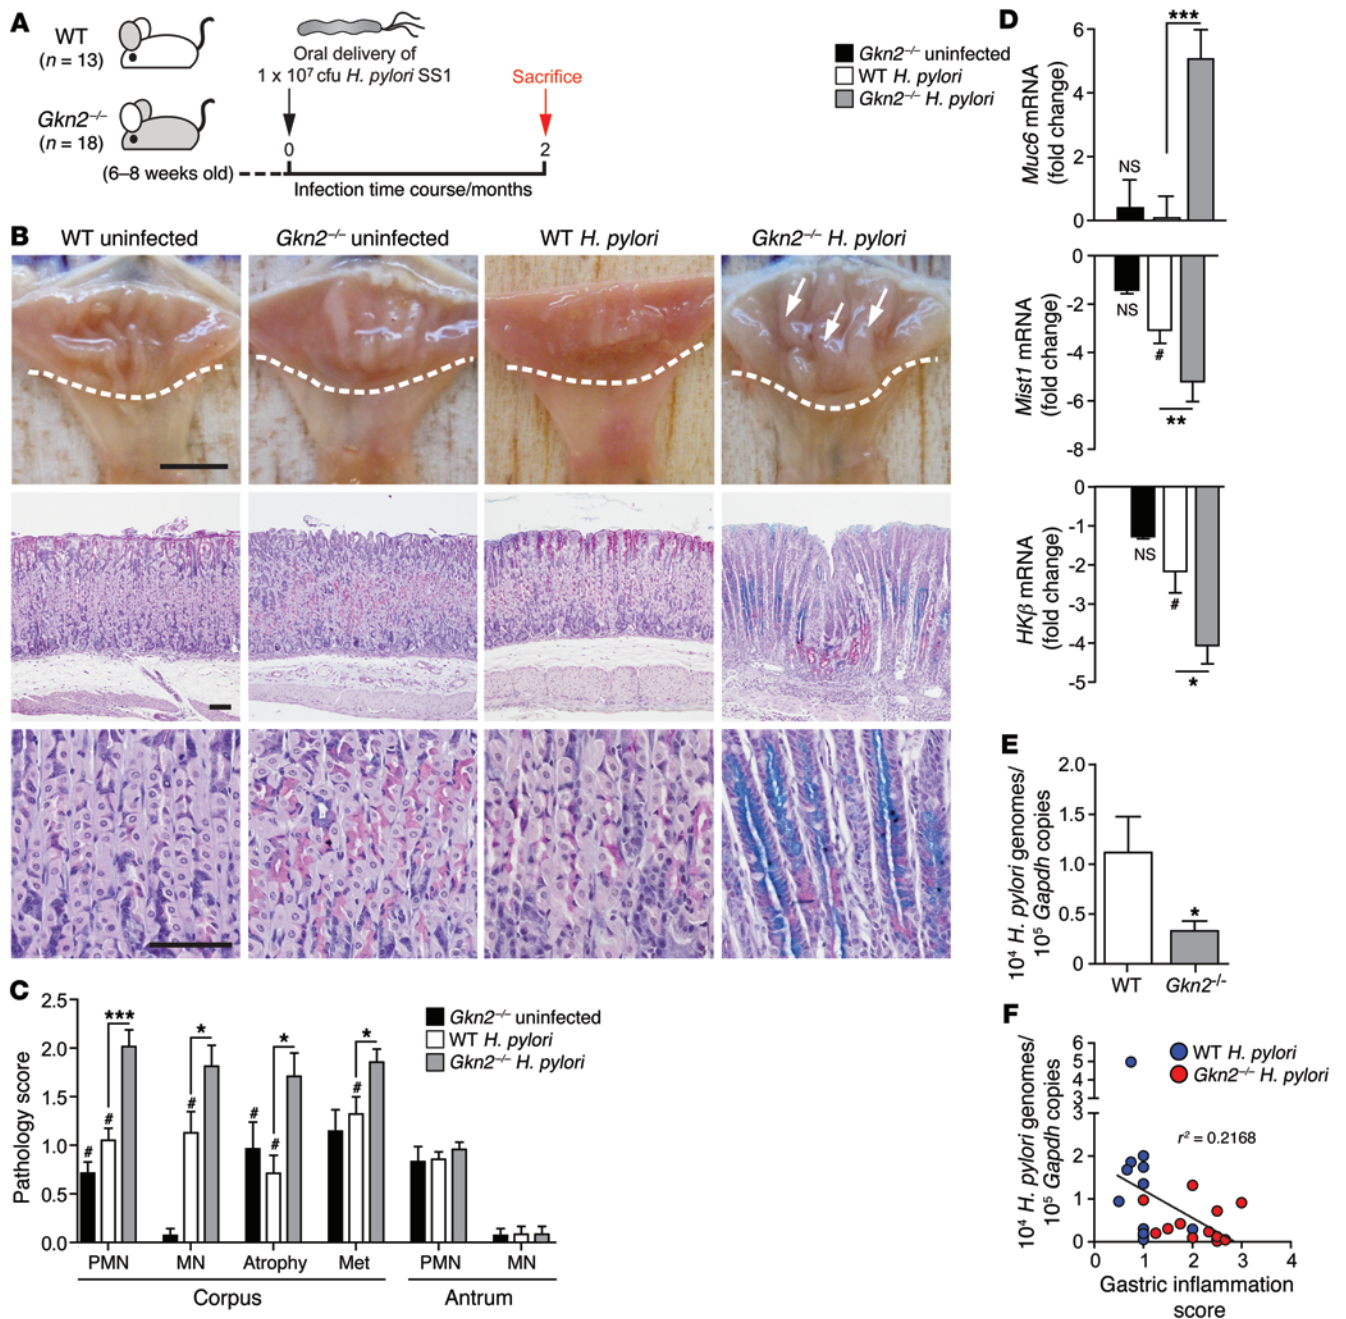 A
WT
(n = 13)
Gkn2–/–
(n = 18)
(6–8 weeks old)
Oral delivery of
1 x 10⁷ cfu H. pylori SS1
Sacrifice
0
2
Infection time course/months
B
WT uninfected
Gkn2–/– uninfected
WT H. pylori
Gkn2–/– H. pylori
C
Pathology score
2.5
2.0
1.5
1.0
0.5
0.0
#
#
***
#
*
#
#
*
#
*
Gkn2–/– uninfected
WT H. pylori
Gkn2–/– H. pylori
PMN
MN
Atrophy
Met
PMN
MN
Corpus
Antrum
Gkn2–/– uninfected
WT H. pylori
Gkn2–/– H. pylori
D
Muc6 mRNA
(fold change)
6
4
2
0
NS
***
Mist1 mRNA
(fold change)
0
-2
-4
-6
-8
NS
#
**
HKβ mRNA
(fold change)
0
-1
-2
-3
-4
-5
NS
#
*
E
10⁴ H. pylori genomes/
10⁵ Gapdh copies
2.0
1.5
1.0
0.5
0
*
WT
Gkn2-/-
F
10⁴ H. pylori genomes/
10⁵ Gapdh copies
6
5
4
3
3
2
1
0
WT H. pylori
Gkn2–/– H. pylori
r² = 0.2168
0
1
2
3
4
Gastric inflammation
score